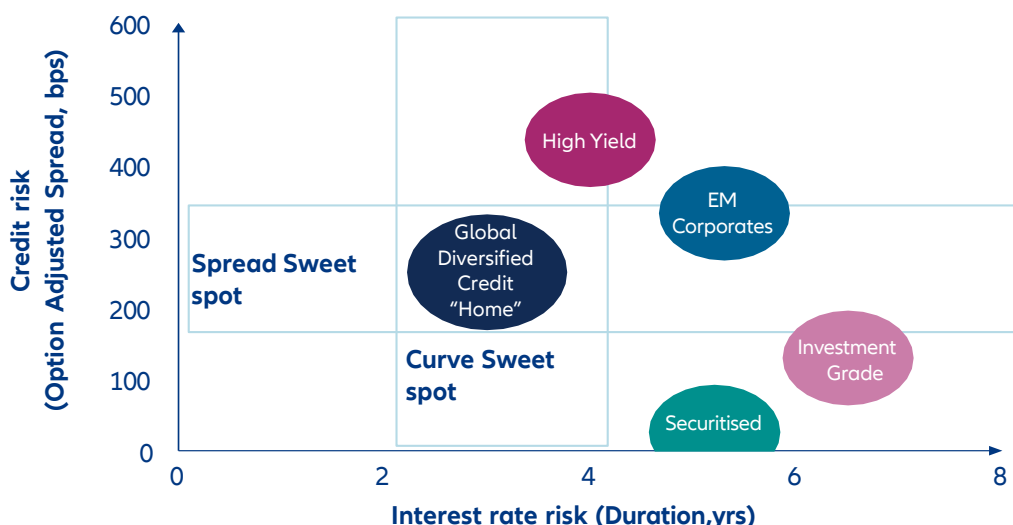 Credit risk
(Option Adjusted Spread, bps)
600
500
400
300
200
100
0
High Yield
EM
Corporates
Global
Diversified
Credit
“Home”
Spread Sweet
spot
Curve Sweet
spot
Investment
Grade
Securitised
0
2
4
6
8
Interest rate risk (Duration,yrs)